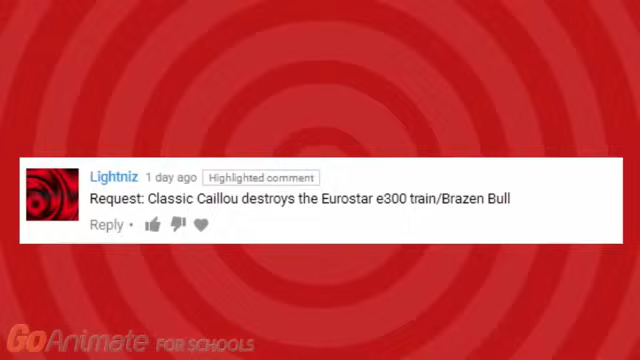 Lightniz 1 day ago Highlighted comment
Request: Classic Caillou destroys the Eurostar e300 train/Brazen Bull
Reply •
GoAnimate FOR SCHOOLS